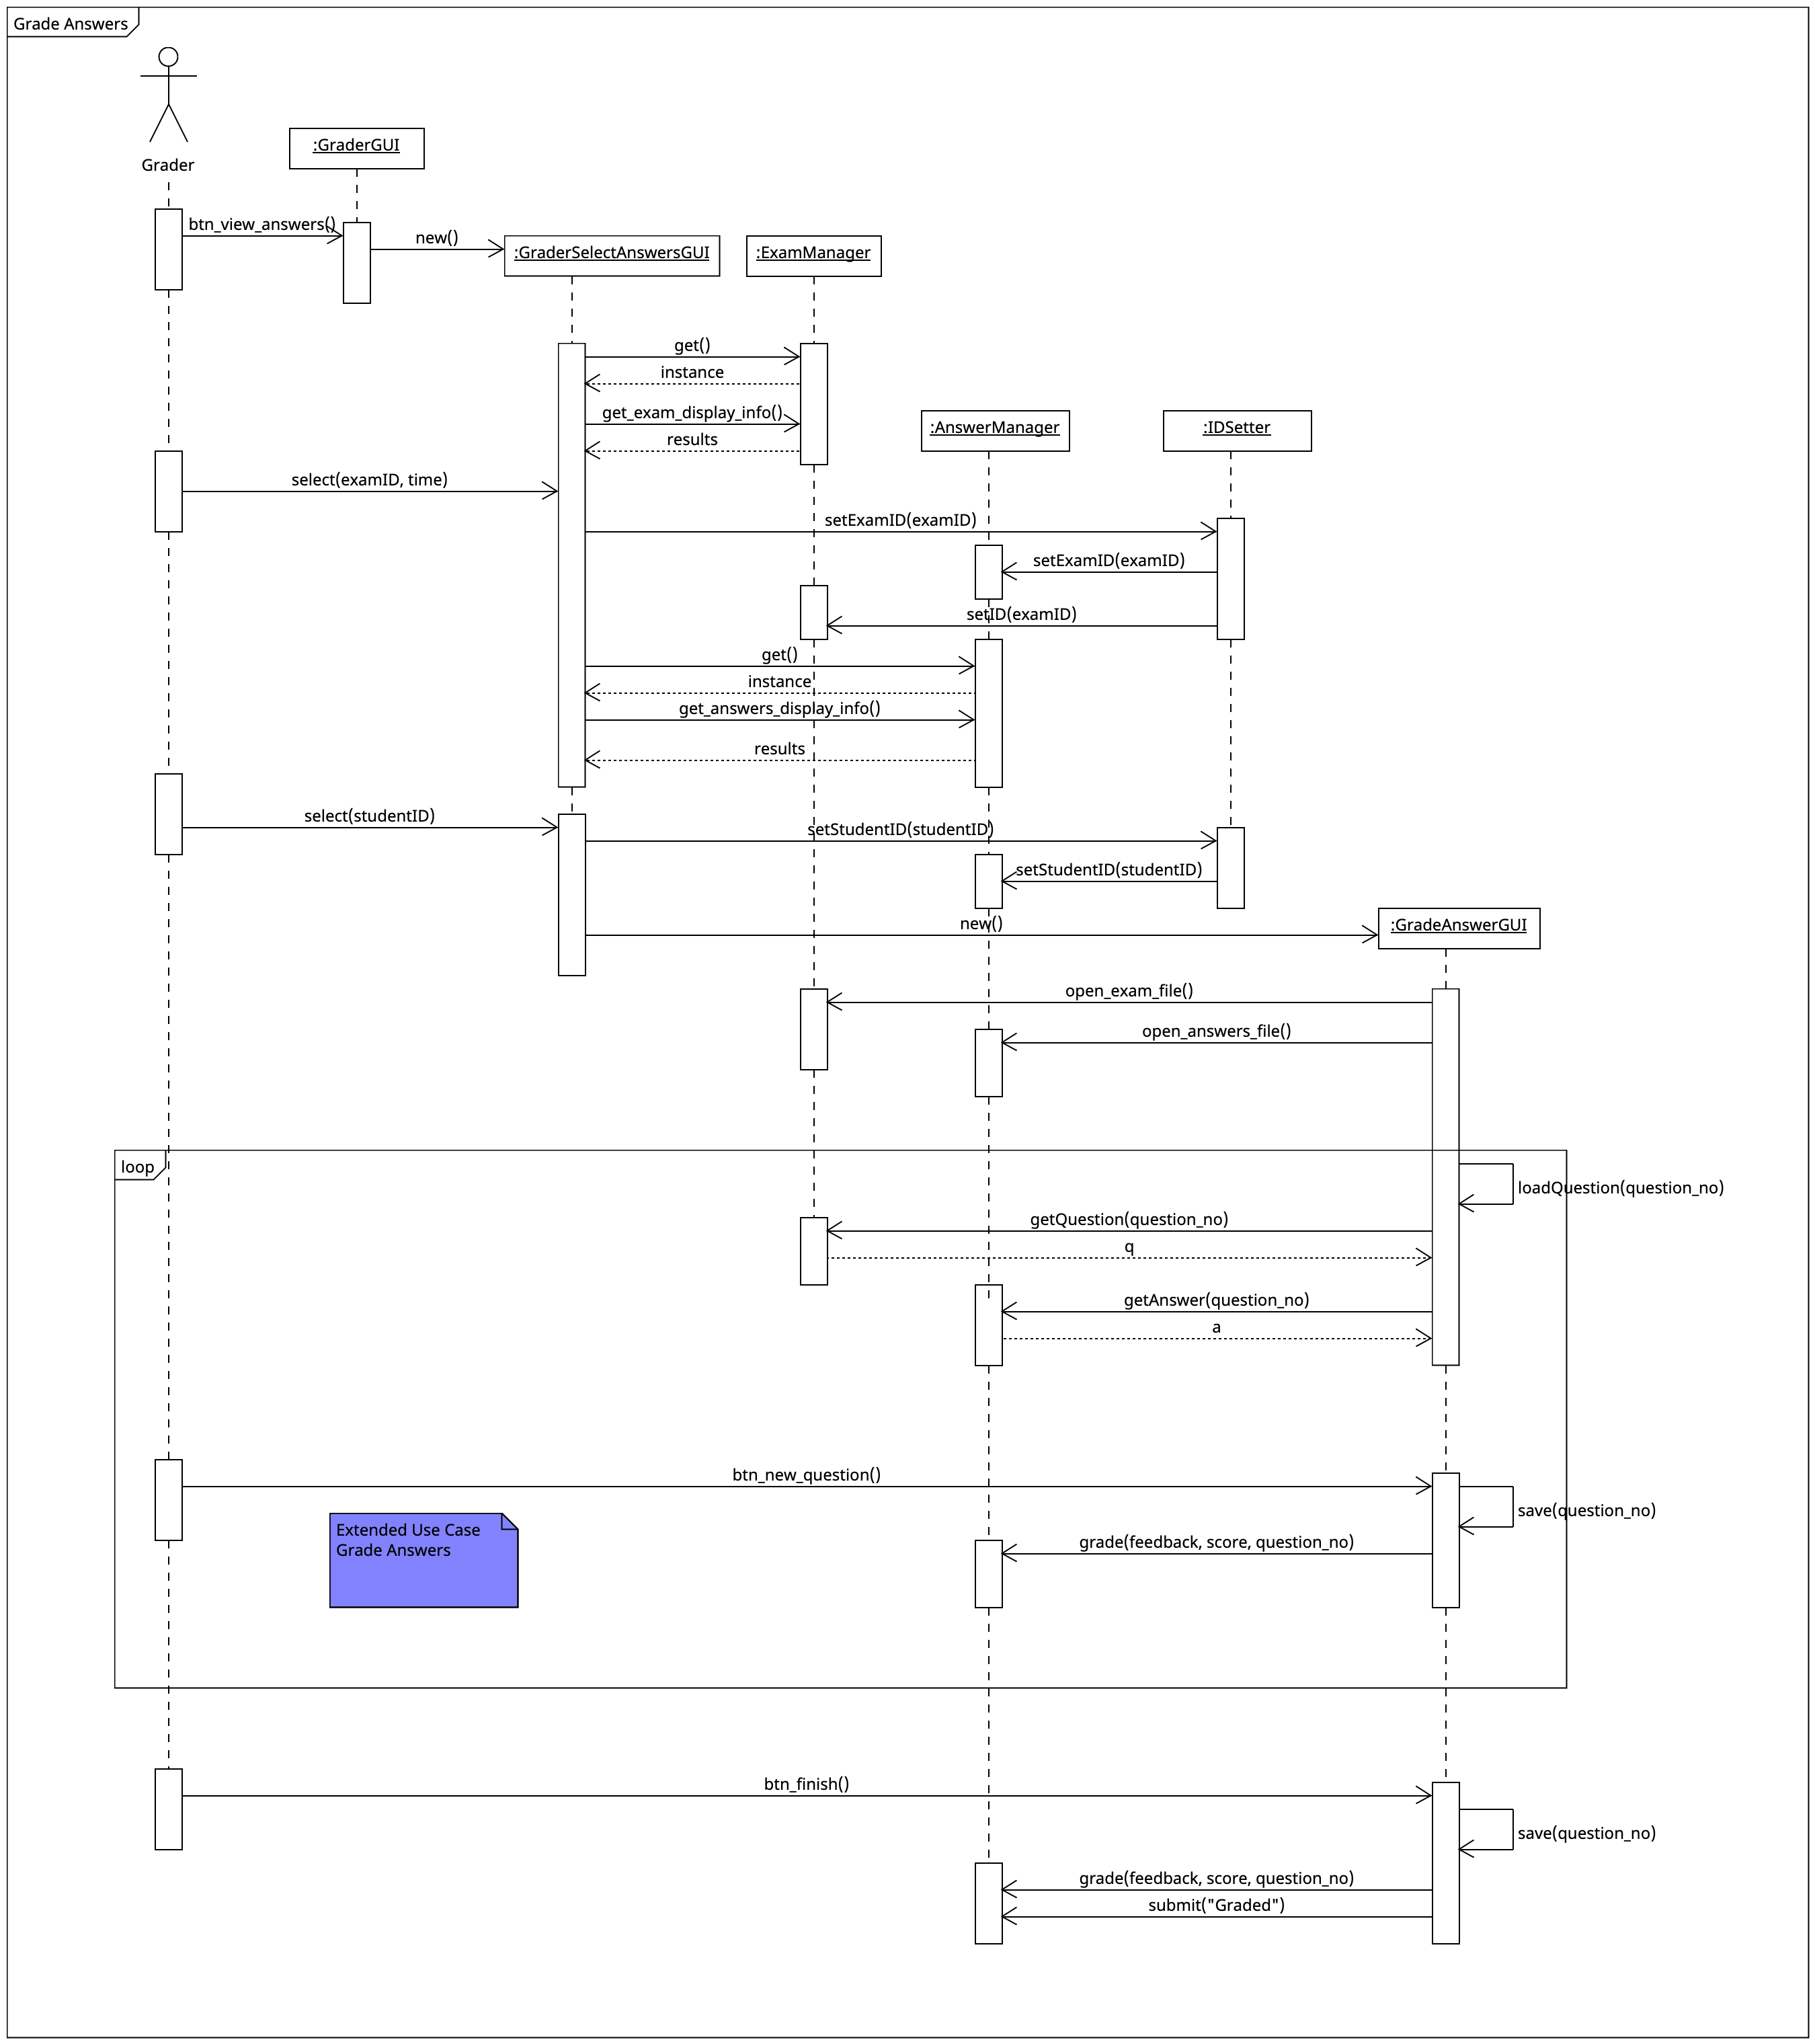 Grade Answers
Grader
:GraderGUI
btn_view_answers()
new()
:GraderSelectAnswersGUI
:ExamManager
get()
instance
get_exam_display_info()
results
:AnswerManager
:IDSetter
select(examID, time)
setExamID(examID)
setExamID(examID)
setID(examID)
get()
instance
get_answers_display_info()
results
select(studentID)
setStudentID(studentID)
setStudentID(studentID)
new()
:GradeAnswerGUI
open_exam_file()
open_answers_file()
loop
loadQuestion(question_no)
getQuestion(question_no)
q
getAnswer(question_no)
a
btn_new_question()
save(question_no)
Extended Use Case
Grade Answers
grade(feedback, score, question_no)
btn_finish()
save(question_no)
grade(feedback, score, question_no)
submit("Graded")